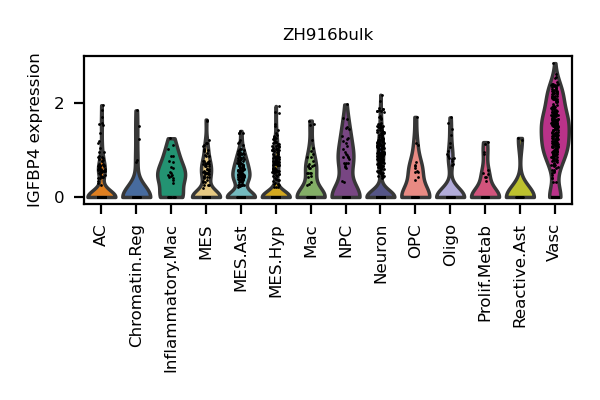 ZH916bulk
IGFBP4 expression
2
0
AC
Chromatin.Reg
Inflammatory.Mac
MES
MES.Ast
MES.Hyp
Mac
NPC
Neuron
OPC
Oligo
Prolif.Metab
Reactive.Ast
Vasc